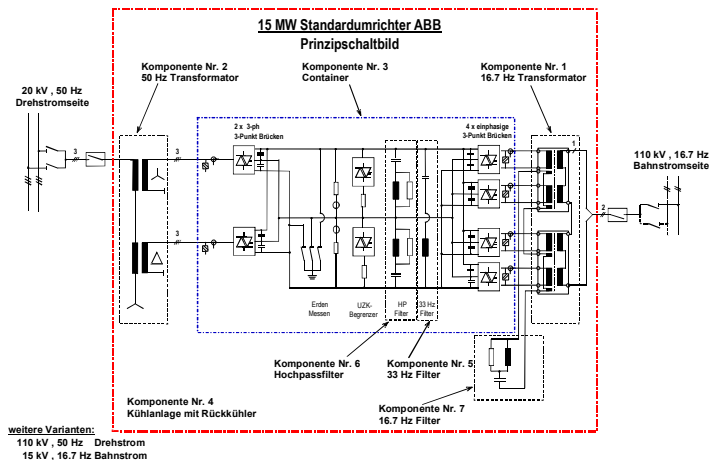 15 MW Standardumrichter ABB
Prinzipschaltbild
Komponente Nr. 2
50 Hz Transformator
Komponente Nr. 3
Container
Komponente Nr. 1
16.7 Hz Transformator
20 kV , 50 Hz
Drehstromseite
2 x 3-ph
3-Punkt Brücken
4 x einphasige
3-Punkt Brücken
110 kV , 16.7 Hz
Bahnstromseite
3
3
3
1
2
Erden
Messen
UZK-
Begrenzer
HP
Filter
33 Hz
Filter
Komponente Nr. 6
Hochpassfilter
Komponente Nr. 5
33 Hz Filter
Komponente Nr. 7
16.7 Hz Filter
Komponente Nr. 4
Kühlanlage mit Rückkühler
weitere Varianten:
110 kV , 50 Hz Drehstrom
15 kV , 16.7 Hz Bahnstrom